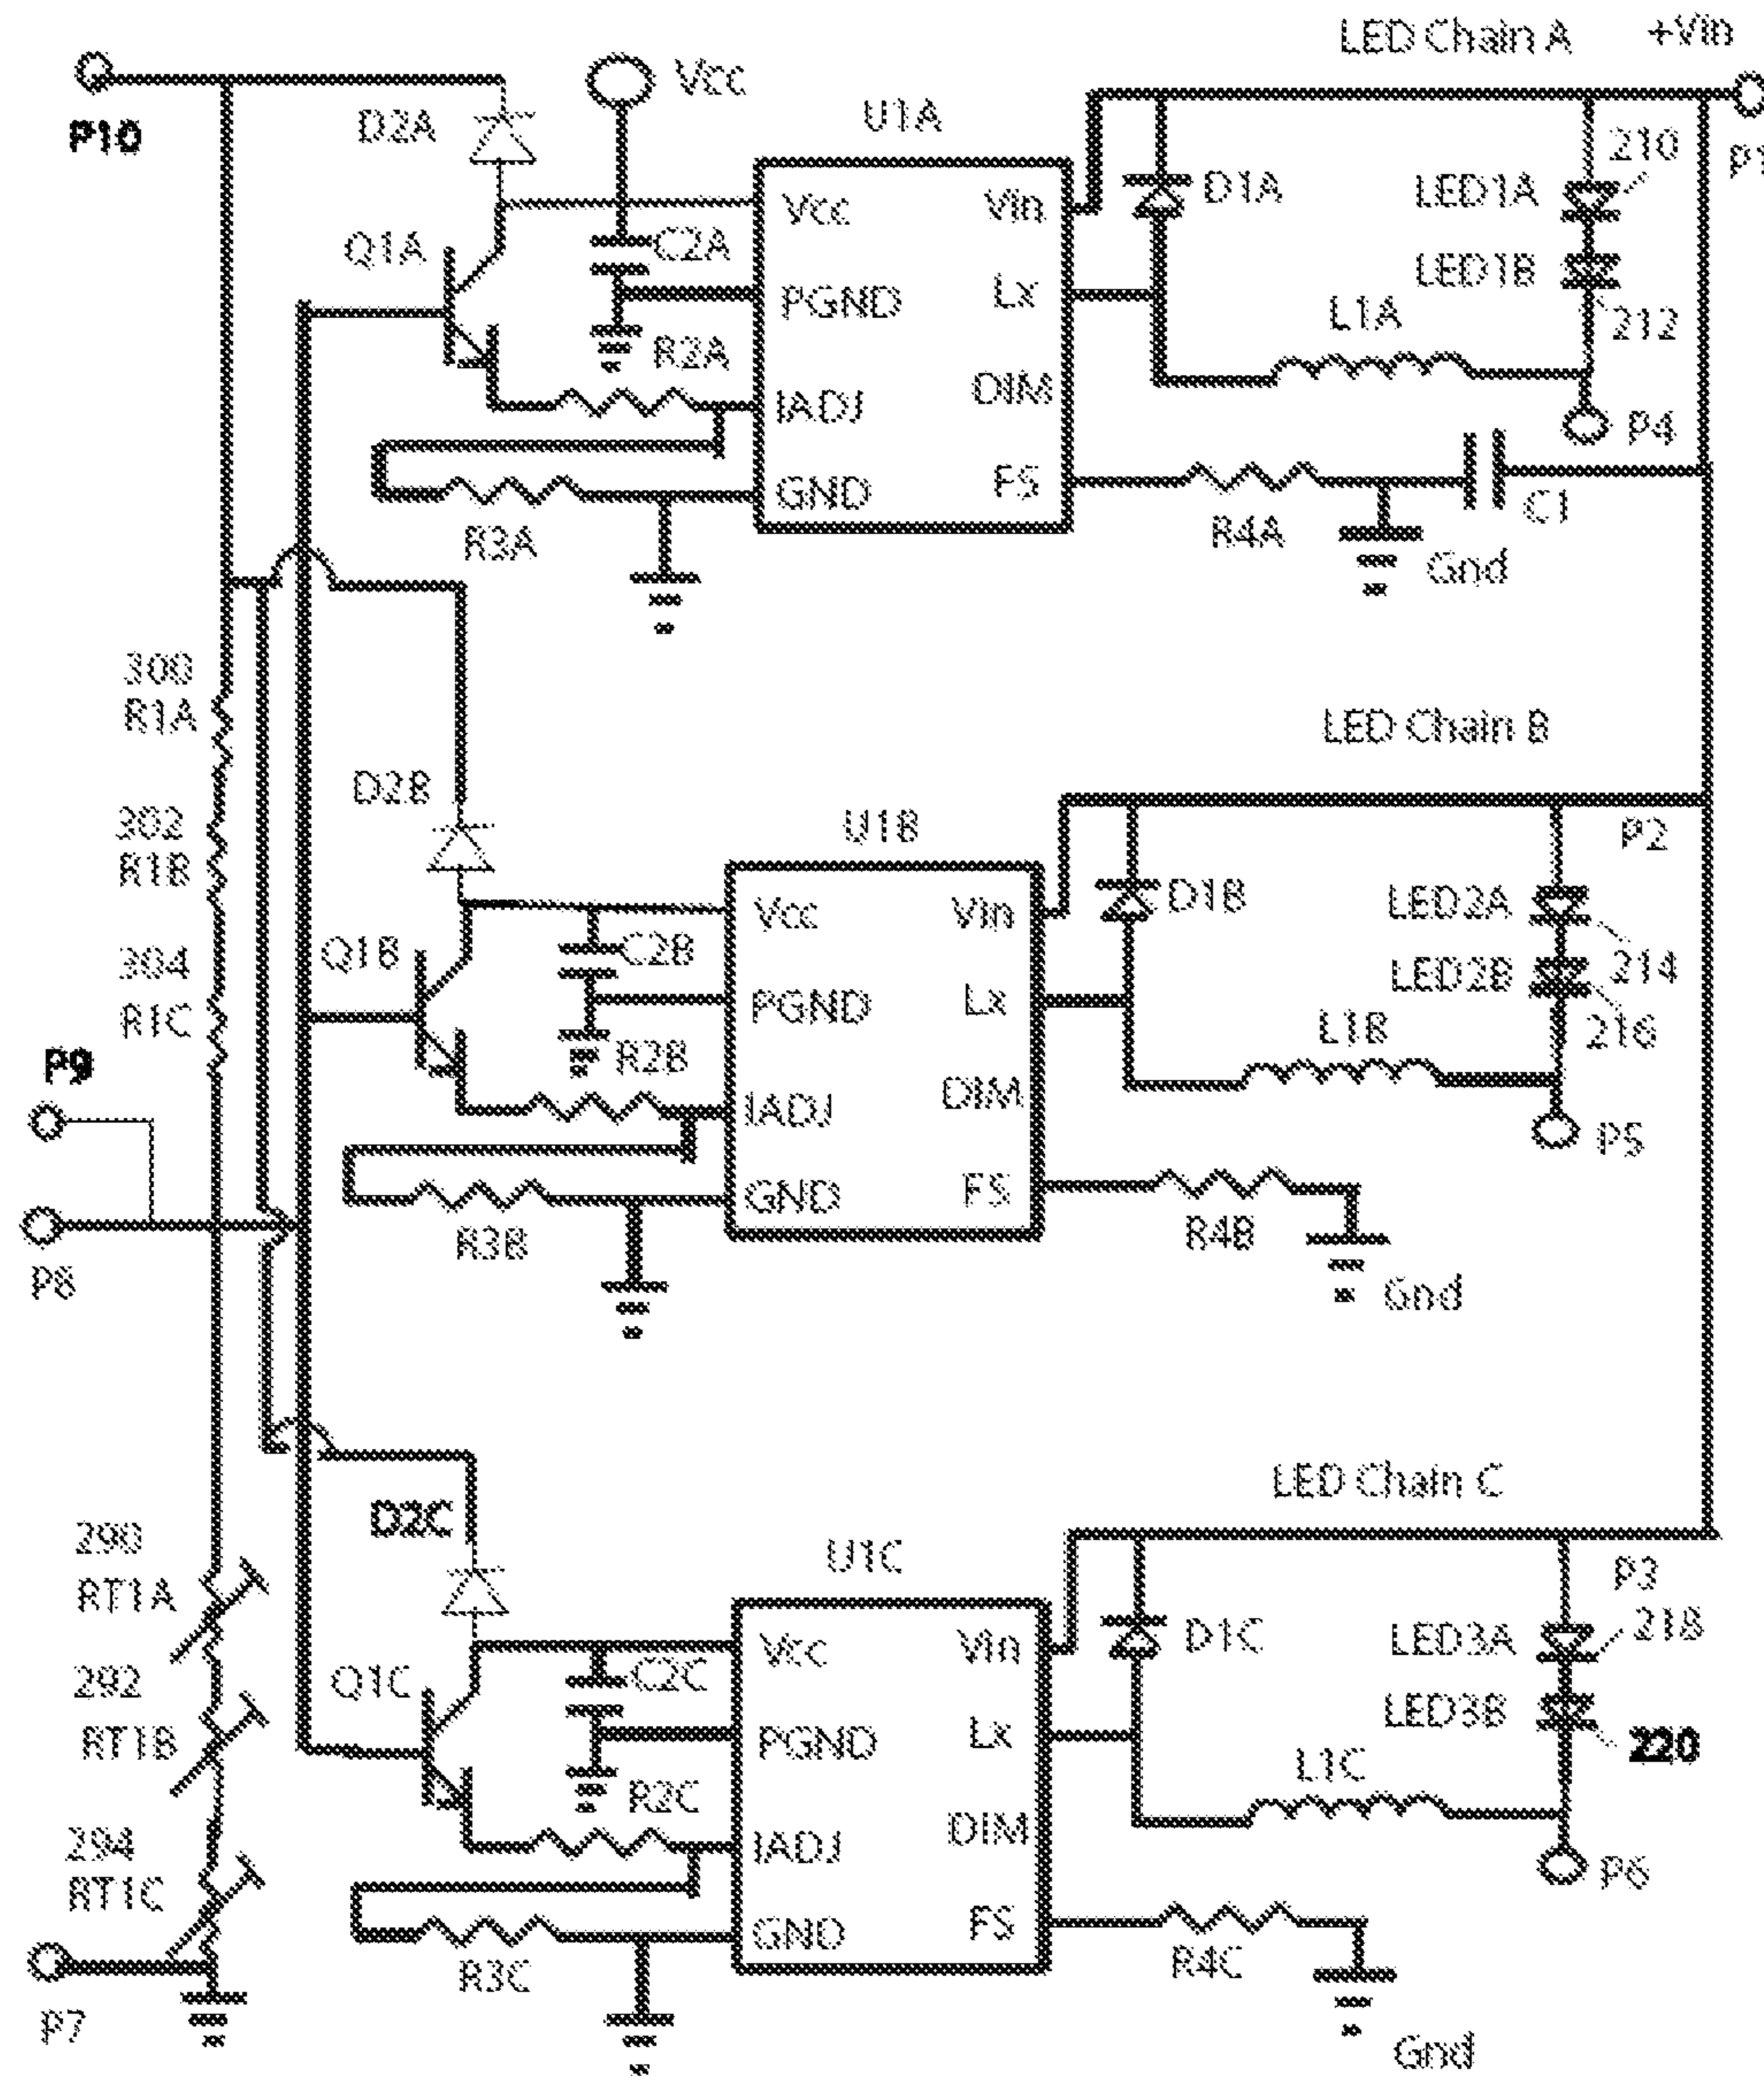 LED Chain A +Vin
P10
D2A
Vcc
U1A
210
P1
Vcc
Vin
D1A
LED1A
Q1A
C2A
LED1B
PGND
Lx
L1A
212
R2A
IADJ
DIM
P4
GND
FS
R3A
R4A
C1
Gnd
300
R1A
LED Chain B
D2B
302
R1B
U1B
P2
Vcc
Vin
D1B
LED2A
Q1B
C2B
304
R1C
LED2B
214
PGND
Lx
L1B
216
P9
R2B
IADJ
DIM
P5
GND
FS
R3B
R4B
P8
Gnd
LED Chain C
D2C
290
RT1A
U1C
P3
218
Vcc
Vin
D1C
LED3A
292
RT1B
Q1C
C2C
LED3B
220
PGND
Lx
L1C
R2C
294
RT1C
IADJ
DIM
P6
GND
FS
R3C
R4C
P7
Gnd